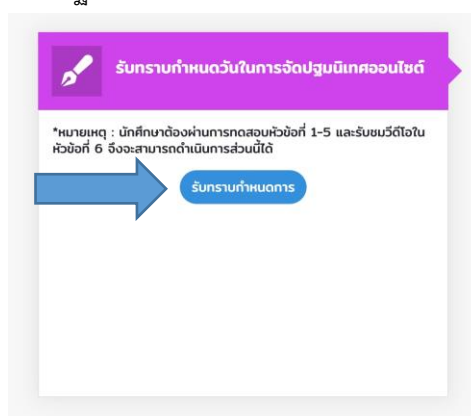 รับทราบกำหนดวันในการจัดปฐมนิเทศออนไซต์
*หมายเหตุ : นักศึกษาต้องผ่านการทดสอบหัวข้อที่ 1-5 และรับชมวีดีโอใน
หัวข้อที่ 6 จึงจะสามารถดำเนินการส่วนนี้ได้
รับทราบกำหนดการ